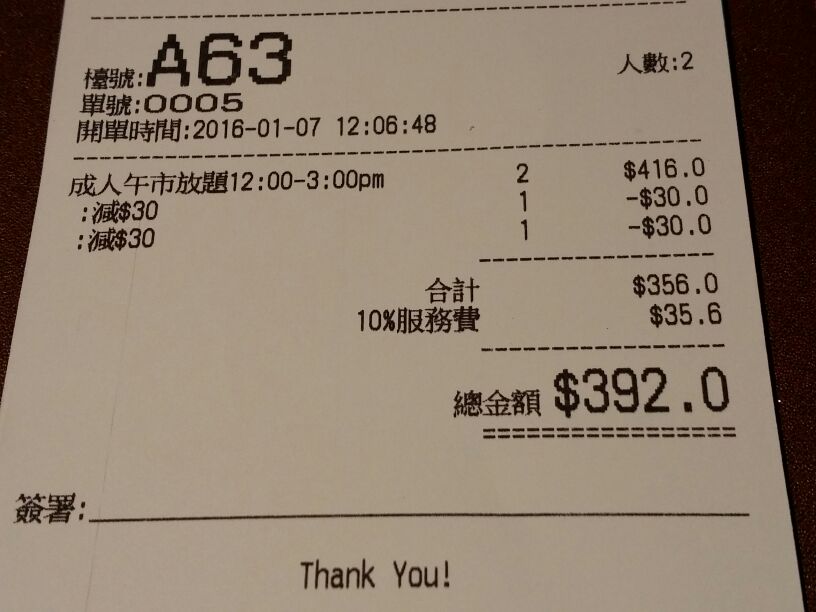 檯號:A63 人數:2
單號:0005
開單時間:2016-01-07 12:06:48
成人午市放題12:00-3:00pm 2 $416.0
:減$30 1 -$30.0
:減$30 1 -$30.0
合計 $356.0
10%服務費 $35.6
總金額 $392.0
簽署:
Thank You!